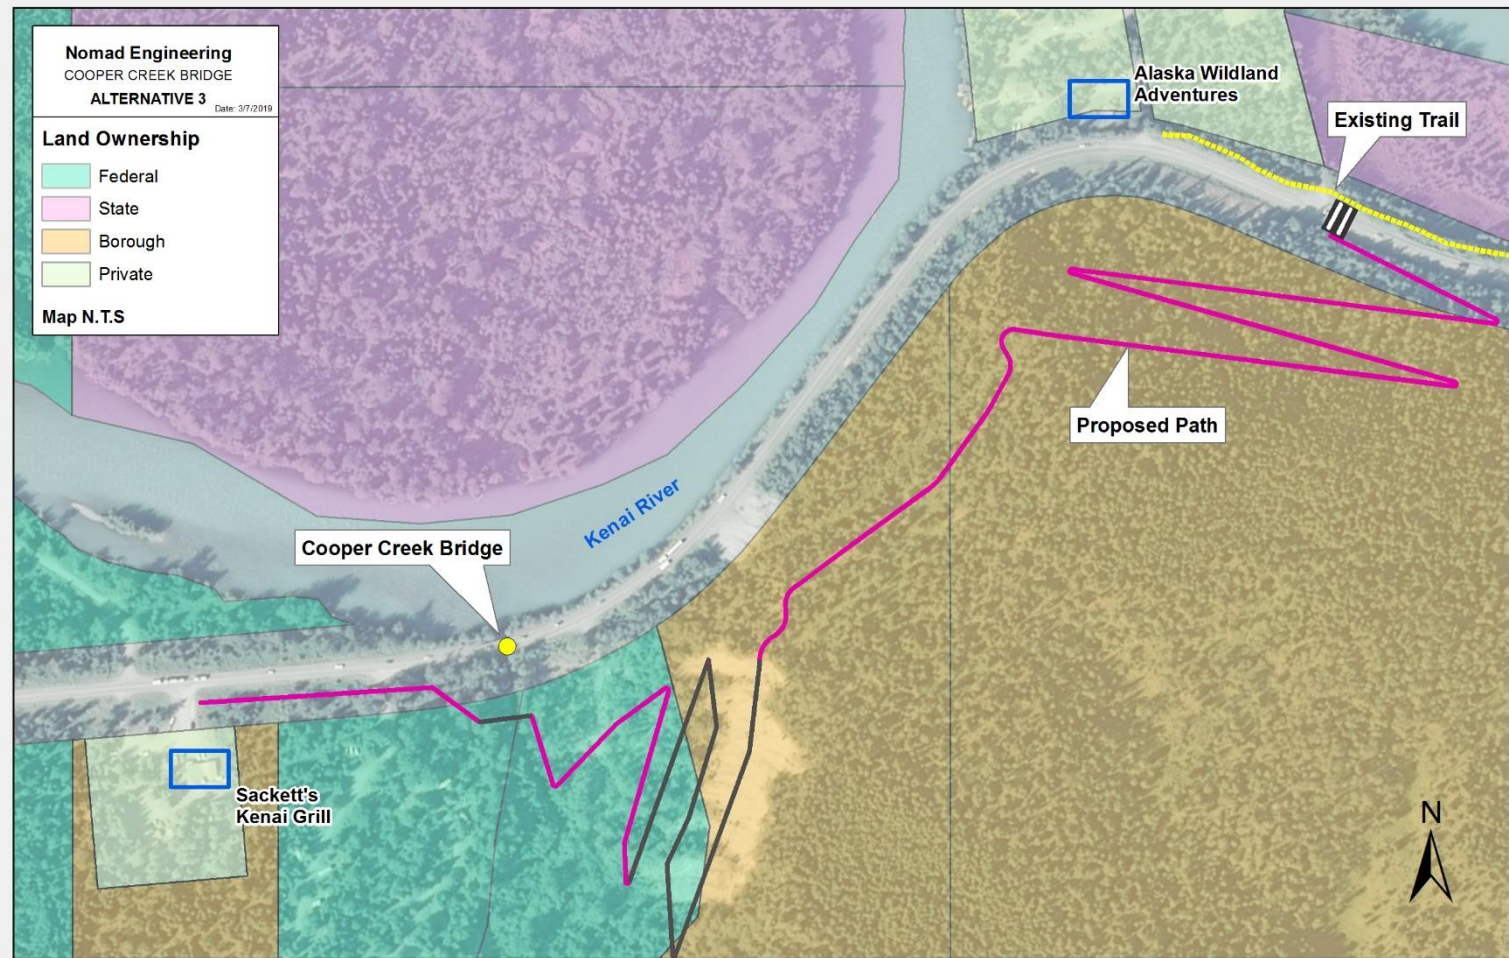 Nomad Engineering
COOPER CREEK BRIDGE
ALTERNATIVE 3
Date: 3/7/2019
Land Ownership
Federal
State
Borough
Private
Map N.T.S
Alaska Wildland
Adventures
Existing Trail
Proposed Path
Kenai River
Cooper Creek Bridge
Sackett's
Kenai Grill
N